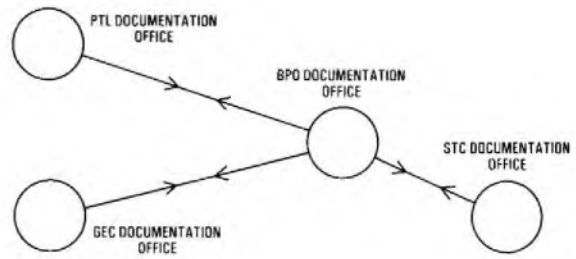 PTL DOCUMENTATION
OFFICE
BPO DOCUMENTATION
OFFICE
STC DOCUMENTATION
OFFICE
GEC DOCUMENTATION
OFFICE